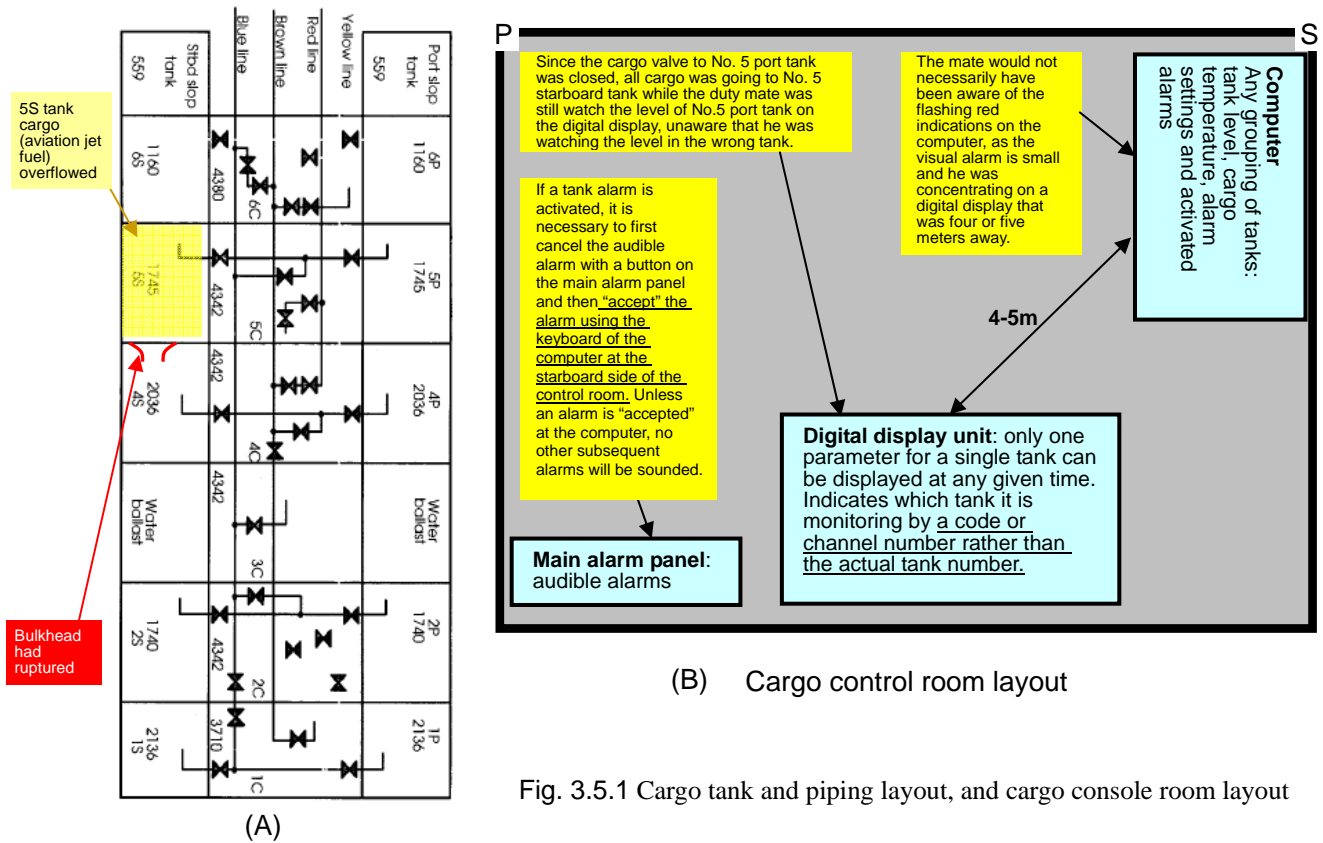 5S tank
cargo
(aviation jet
fuel)
overflowed
Bulkhead
had
ruptured
Blue line
Brown line
Red line
Yellow line
Stbd slop
tank
559
Port slop
tank
559
1160
6S
4380
6C
6P
1160
1745
5S
4342
5C
5P
1745
2036
4S
4342
4C
4P
2036
Water
ballast
4342
3C
Water
ballast
1740
2S
4342
2C
2P
1740
2136
1S
3710
1C
1P
2136
(A)
P
S
Since the cargo valve to No. 5 port tank
was closed, all cargo was going to No. 5
starboard tank while the duty mate was
still watch the level of No.5 port tank on
the digital display, unaware that he was
watching the level in the wrong tank.
The mate would not
necessarily have
been aware of the
flashing red
indications on the
computer, as the
visual alarm is small
and he was
concentrating on a
digital display that
was four or five
meters away.
Computer
Any grouping of tanks:
tank level, cargo
temperature, alarm
settings and activated
alarms
If a tank alarm is
activated, it is
necessary to first
cancel the audible
alarm with a button on
the main alarm panel
and then "accept" the
alarm using the
keyboard of the
computer at the
starboard side of the
control room. Unless
an alarm is "accepted"
at the computer, no
other subsequent
alarms will be sounded.
4-5m
Digital display unit: only one
parameter for a single tank can
be displayed at any given time.
Indicates which tank it is
monitoring by a code or
channel number rather than
the actual tank number.
Main alarm panel:
audible alarms
(B) Cargo control room layout
Fig. 3.5.1 Cargo tank and piping layout, and cargo console room layout